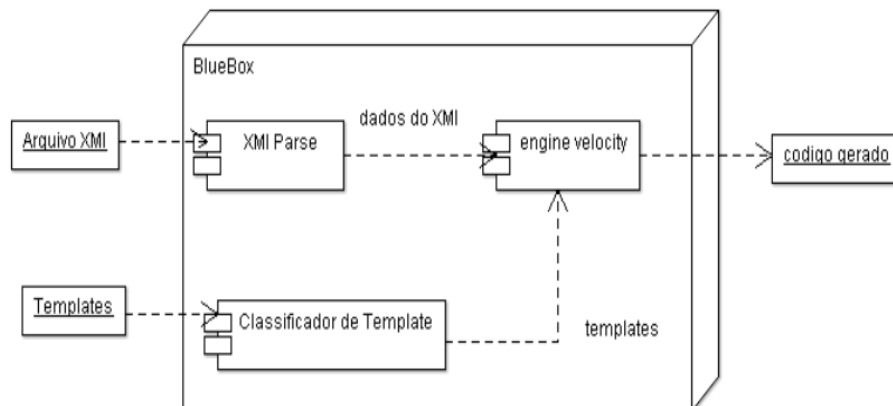 BlueBox
Arquivo XMI
XMI Parse
dados do XMI
engine velocity
codigo gerado
Templates
Classificador de Template
templates